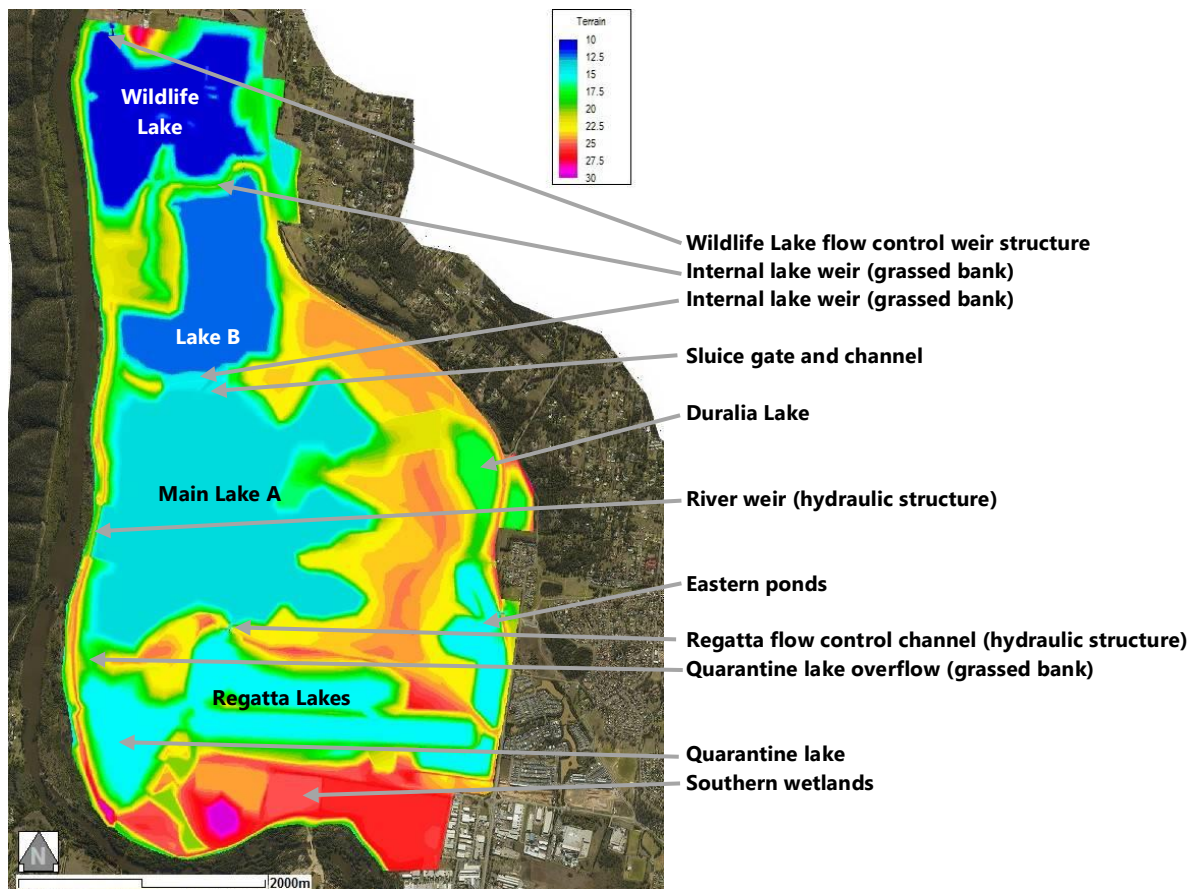 Terrain
10
12.5
15
17.5
20
22.5
25
27.5
30
Wildlife
Lake
Wildlife Lake flow control weir structure
Internal lake weir (grassed bank)
Internal lake weir (grassed bank)
Lake B
Sluice gate and channel
Duralia Lake
Main Lake A
River weir (hydraulic structure)
Eastern ponds
Regatta flow control channel (hydraulic structure)
Quarantine lake overflow (grassed bank)
Regatta Lakes
Quarantine lake
Southern wetlands
N
2000m